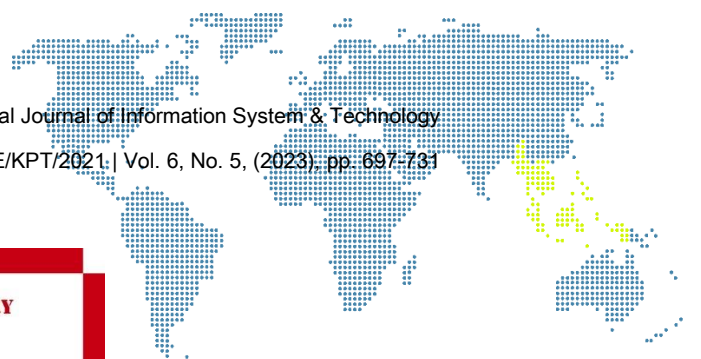 al Journal of Information System & Technology
E/KPT/2021 | Vol. 6, No. 5, (2023), pp. 697-731
Y